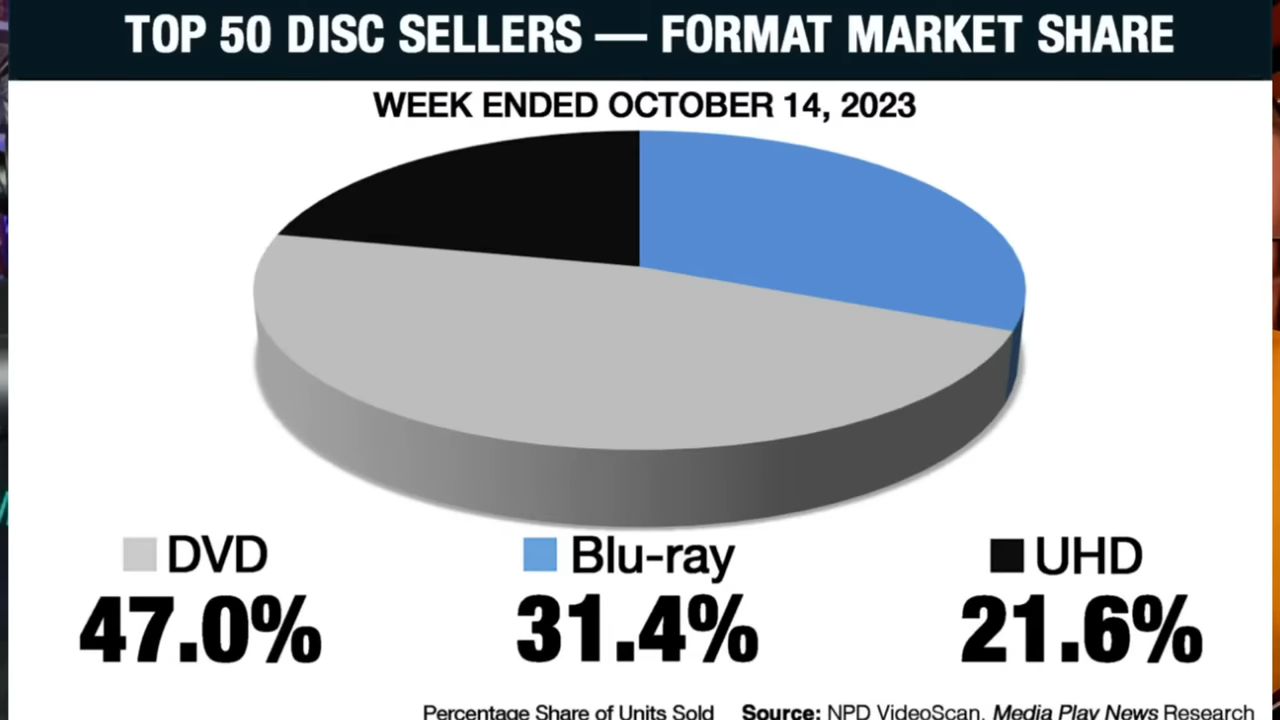 TOP 50 DISC SELLERS — FORMAT MARKET SHARE
WEEK ENDED OCTOBER 14, 2023
DVD
47.0%
Blu-ray
31.4%
UHD
21.6%
Percentage Share of Units Sold
Source: NPD VideoScan, Media Play News Research